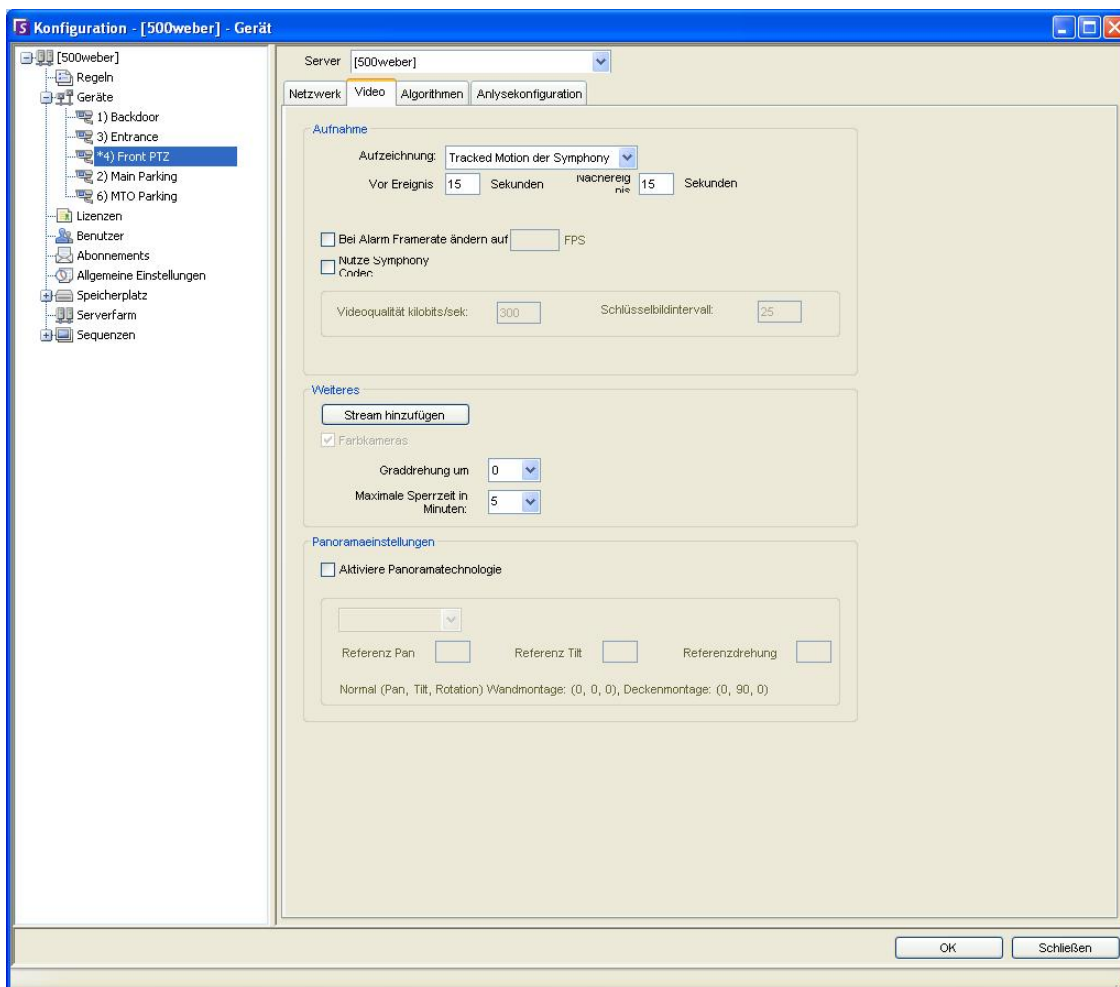 Konfiguration - [500weber] - Gerät
[500weber]
Regeln
Geräte
1) Backdoor
3) Entrance
*4) Front PTZ
2) Main Parking
6) MTO Parking
Lizenzen
Benutzer
Abonnements
Allgemeine Einstellungen
Speicherplatz
Serverfarm
Sequenzen
Server [500weber]
Netzwerk Video Algorithmen Anlysekonfiguration
Aufnahme
Aufzeichnung: Tracked Motion der Symphony
Vor Ereignis 15 Sekunden Nachereig nis 15 Sekunden
Bei Alarm Framerate ändern auf FPS
Nutze Symphony
Codec
Videoqualität kilobits/sek: 300 Schlüsselbildintervall: 25
Weiteres
Stream hinzufügen
Farbkameras
Graddrehung um 0
Maximale Sperrzeit in
Minuten: 5
Panoramaeinstellungen
Aktiviere Panoramatechnologie
Referenz Pan Referenz Tilt Referenzdrehung
Normal (Pan, Tilt, Rotation) Wandmontage: (0, 0, 0), Deckenmontage: (0, 90, 0)
OK Schließen